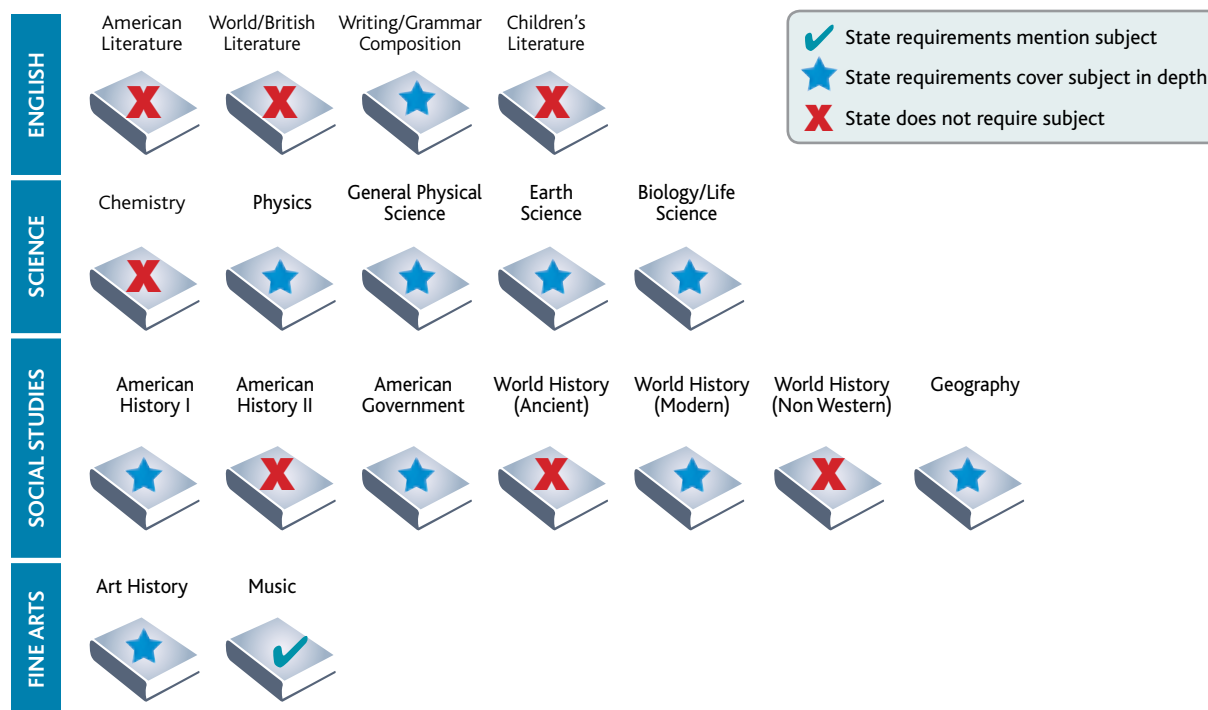 ENGLISH
American
Literature
World/British
Literature
Writing/Grammar
Composition
Children's
Literature
State requirements mention subject
State requirements cover subject in depth
State does not require subject
SCIENCE
Chemistry
Physics
General Physical
Science
Earth
Science
Biology/Life
Science
SOCIAL STUDIES
American
History I
American
History II
American
Government
World History
(Ancient)
World History
(Modern)
World History
(Non Western)
Geography
FINE ARTS
Art History
Music